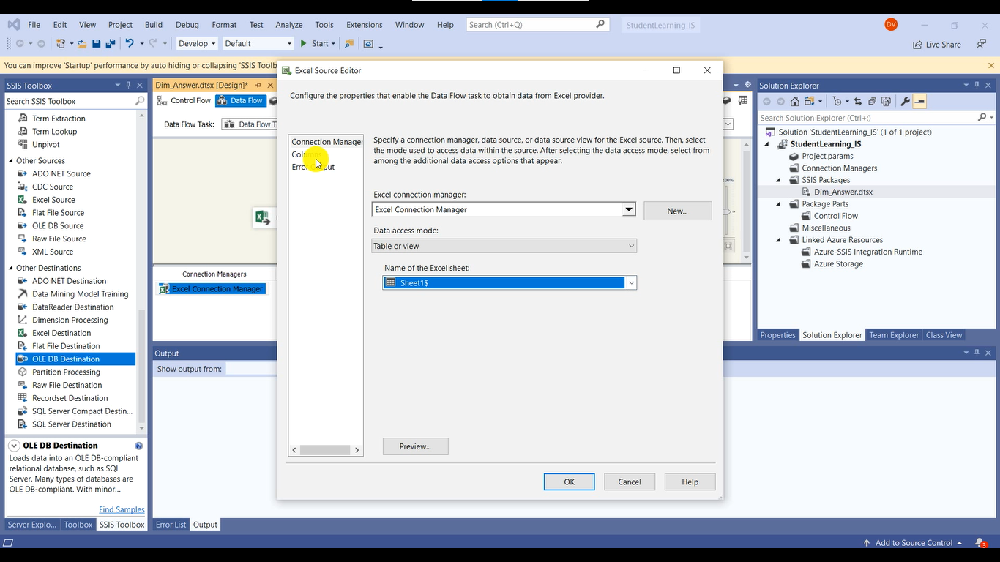 File Edit View Project Build Debug Format Test Analyze Tools Extensions Window Help Search (Ctrl+Q) StudentLearning_IS DV
Develop Default Start Live Share
You can improve 'Startup' performance by auto hiding or collapsing 'SSIS Toolb
SSIS Toolbox
Search SSIS Toolbox
Term Extraction
Term Lookup
Unpivot
Other Sources
ADO NET Source
CDC Source
Excel Source
Flat File Source
OLE DB Source
Raw File Source
XML Source
Other Destinations
ADO NET Destination
Data Mining Model Training
DataReader Destination
Dimension Processing
Excel Destination
Flat File Destination
OLE DB Destination
Partition Processing
Raw File Destination
Recordset Destination
SQL Server Compact Destin...
SQL Server Destination
OLE DB Destination
Loads data into an OLE DB-compliant
relational database, such as SQL
Server. Many types of databases are
OLE DB-compliant. With minor...
Find Samples
Server Explo... Toolbox SSIS Toolbox
Dim_Answer.dtsx [Design]*
Control Flow Data Flow
Data Flow Task: Data Flow T
100%
Connection Managers
Excel Connection Manager
Output
Show output from:
Error List Output
Excel Source Editor
Configure the properties that enable the Data Flow task to obtain data from Excel provider.
Connection Manager
Columns
Error Output
Specify a connection manager, data source, or data source view for the Excel source. Then, select
the mode used to access data within the source. After selecting the data access mode, select from
among the additional data access options that appear.
Excel connection manager:
Excel Connection Manager New...
Data access mode:
Table or view
Name of the Excel sheet:
Sheet1$
Preview...
OK Cancel Help
Solution Explorer
Search Solution Explorer (Ctrl+;)
Solution 'StudentLearning_IS' (1 of 1 project)
StudentLearning_IS
Project.params
Connection Managers
SSIS Packages
Dim_Answer.dtsx
Package Parts
Control Flow
Miscellaneous
Linked Azure Resources
Azure-SSIS Integration Runtime
Azure Storage
Properties Solution Explorer Team Explorer Class View
Add to Source Control 3